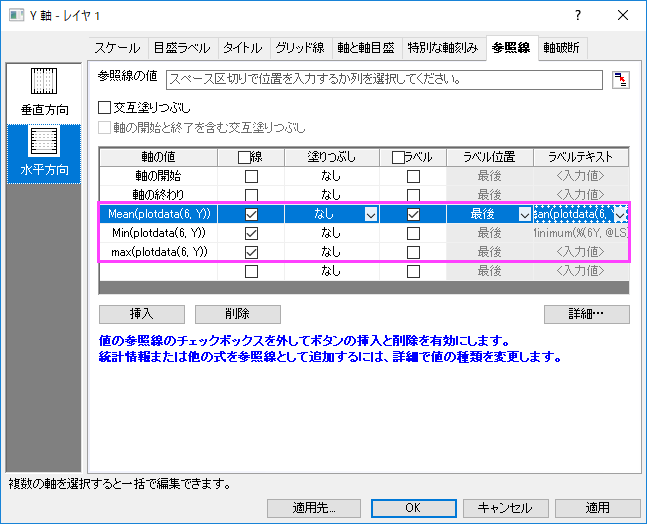 Y 軸 - レイヤ 1
スケール 目盛ラベル タイトル グリッド線 軸と軸目盛 特別な軸刻み 参照線 軸破断
垂直方向
水平方向
参照線の値 スペース区切りで位置を入力するか列を選択してください。
交互塗りつぶし
軸の開始と終了を含む交互塗りつぶし
軸の値 線 塗りつぶし ラベル ラベル位置 ラベルテキスト
軸の開始 なし 最後 <入力値>
軸の終わり なし 最後 <入力値>
Mean(plotdata(6, Y)) なし 最後 an(plotdata(6, Y
Min(plotdata(6, Y)) なし 最後 inimum(%(6Y, @LS)
max(plotdata(6, Y)) なし 最後 <入力値>
なし 最後 <入力値>
挿入 削除 詳細…
値の参照線のチェックボックスを外してボタンの挿入と削除を有効にします。
統計情報または他の式を参照線として追加するには、詳細で値の種類を変更します。
複数の軸を選択すると一括で編集できます。
適用先... OK キャンセル 適用